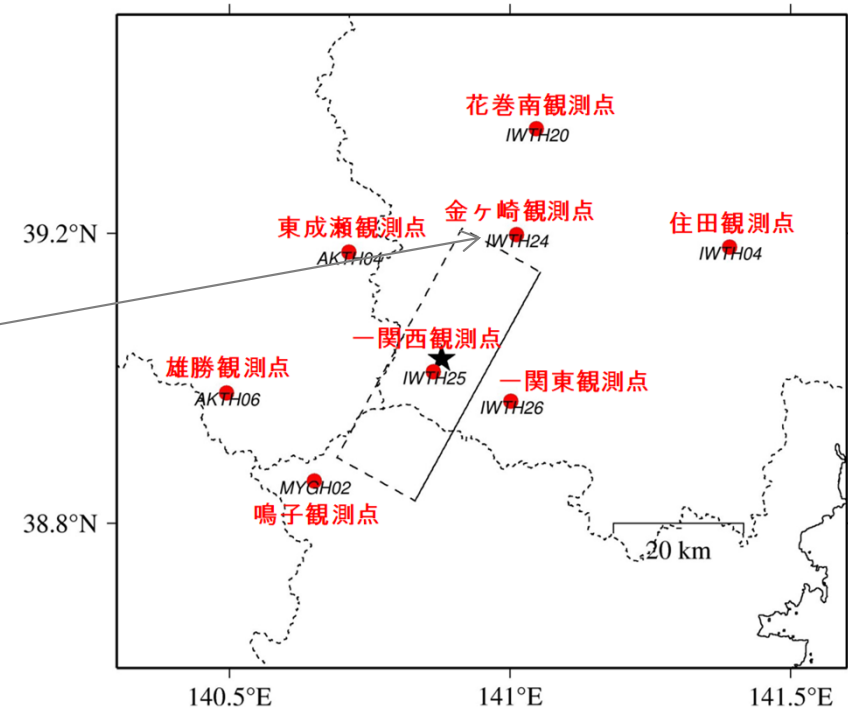 花巻南観測点
IWTH20
39.2°N
東成瀬観測点
AKTH04
金ヶ崎観測点
IWTH24
住田観測点
IWTH04
一関西観測点
IWTH25
雄勝観測点
AKTH06
一関東観測点
IWTH26
MYGH02
鳴子観測点
38.8°N
20 km
140.5°E
141°E
141.5°E